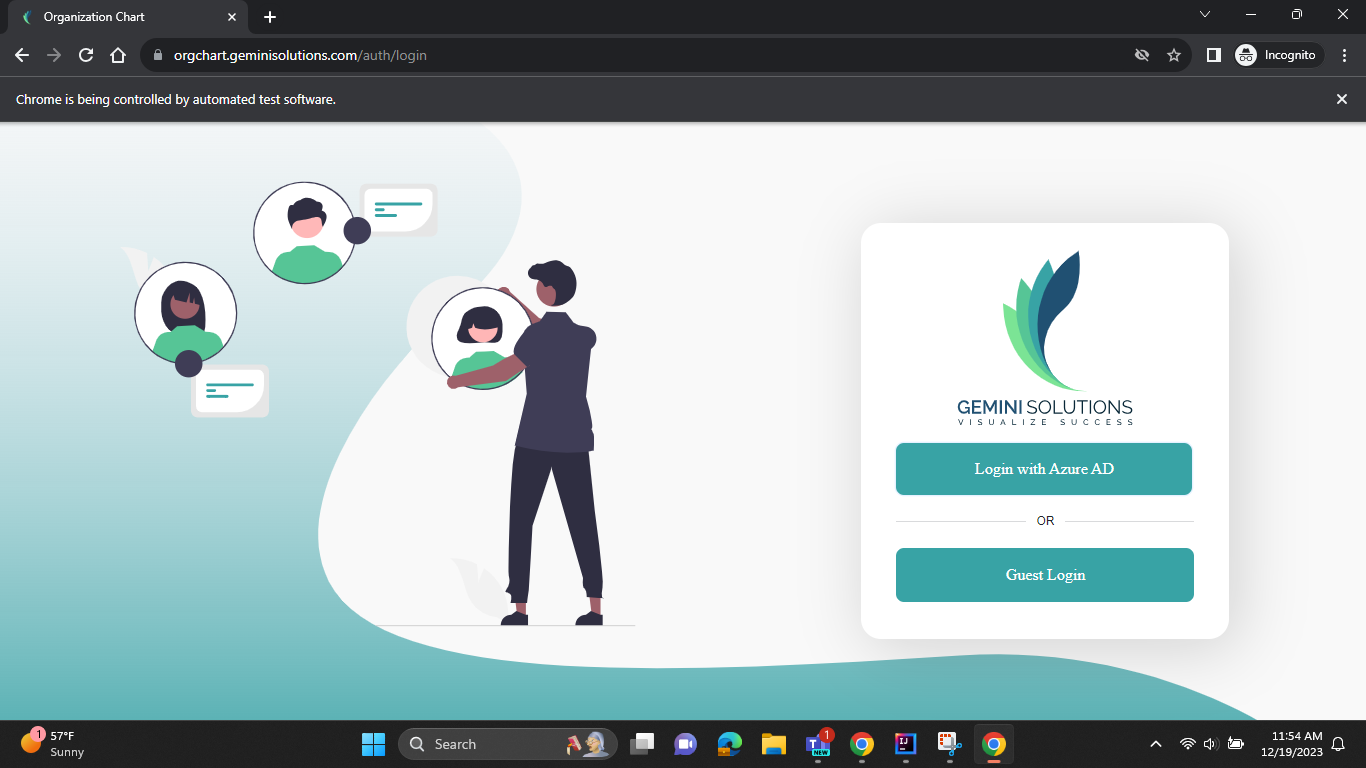 Organization Chart
orgchart.geminisolutions.com/auth/login
Incognito
Chrome is being controlled by automated test software.
GEMINI SOLUTIONS
VISUALIZE SUCCESS
Login with Azure AD
OR
Guest Login
1
57°F
Sunny
Search
1
T
NEW
IJ
11:54 AM
12/19/2023